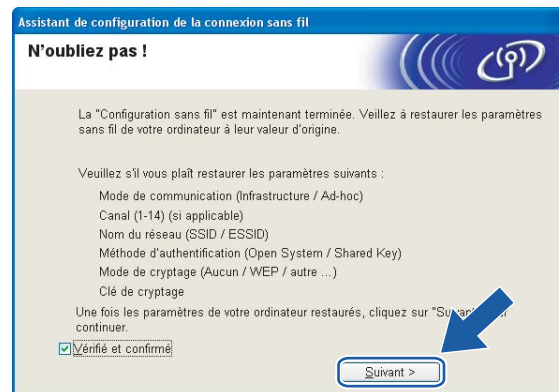 Assistant de configuration de la connexion sans fil
N'oubliez pas !
La "Configuration sans fil" est maintenant terminée. Veillez à restaurer les paramètres
sans fil de votre ordinateur à leur valeur d'origine.
Veuillez s'il vous plaît restaurer les paramètres suivants :
Mode de communication (Infrastructure / Ad-hoc)
Canal (1-14) (si applicable)
Nom du réseau (SSID / ESSID)
Méthode d'authentification (Open System / Shared Key)
Mode de cryptage (Aucun / WEP / autre ...)
Clé de cryptage
Une fois les paramètres de votre ordinateur restaurés, cliquez sur
continuer.
Vérifié et confirmé
Suivant >